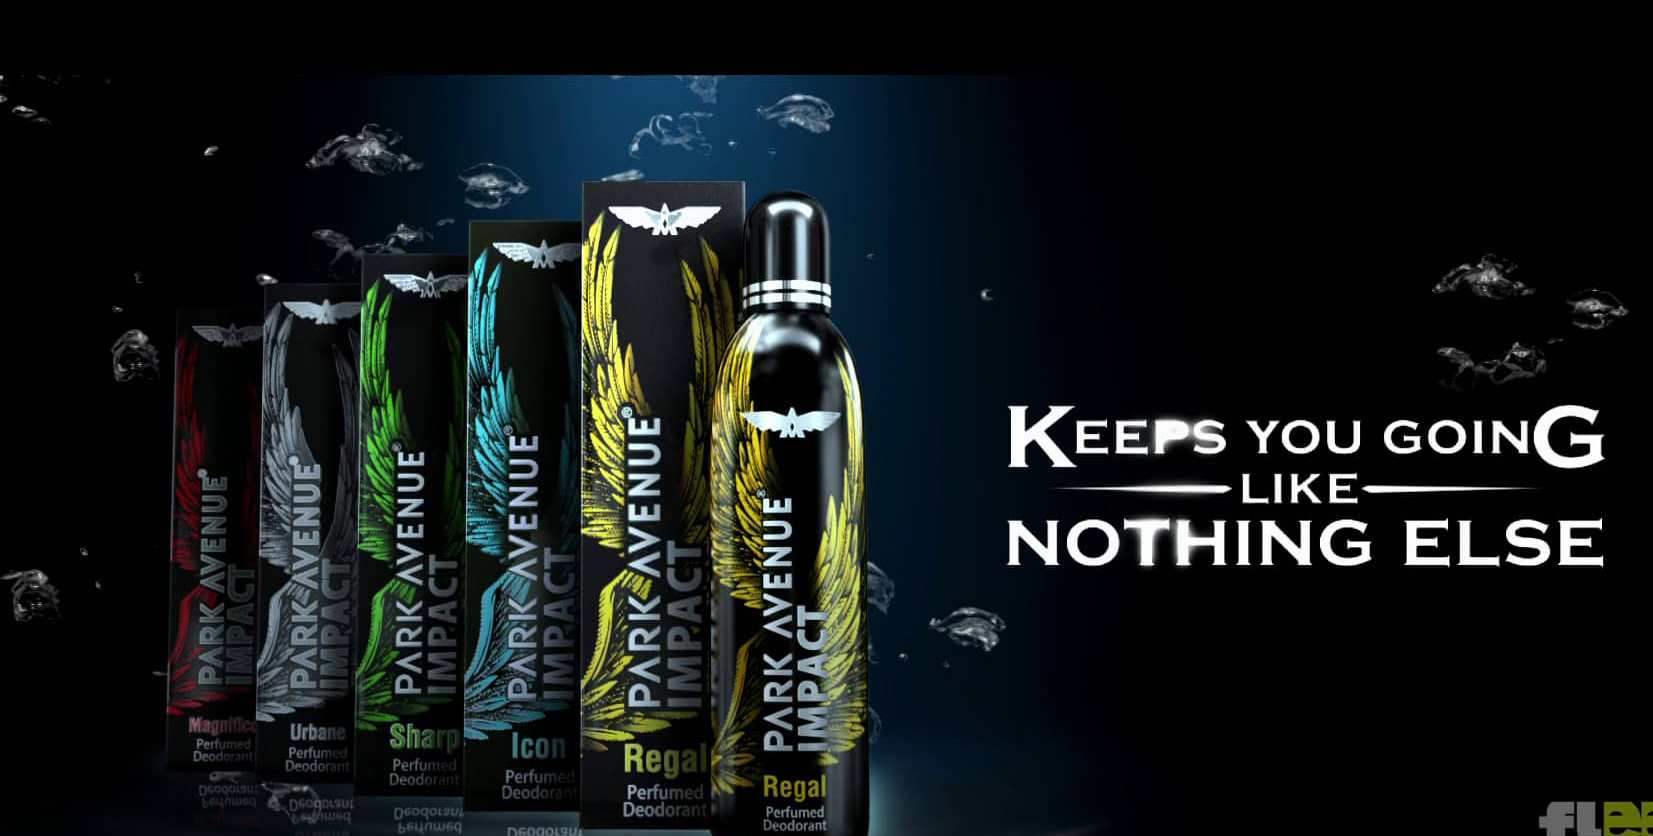 PARK AVENUE®
IMPACT
Magnifico
Perfumed
Deodorant
PARK AVENUE®
IMPACT
Urbane
Perfumed
Deodorant
PARK AVENUE®
IMPACT
Sharp
Perfumed
Deodorant
PARK AVENUE®
IMPACT
Icon
Perfumed
Deodorant
PARK AVENUE®
IMPACT
Regal
Perfumed
Deodorant
PARK AVENUE®
IMPACT
Regal
Perfumed
Deodorant
KEEPS YOU GOING
LIKE
NOTHING ELSE